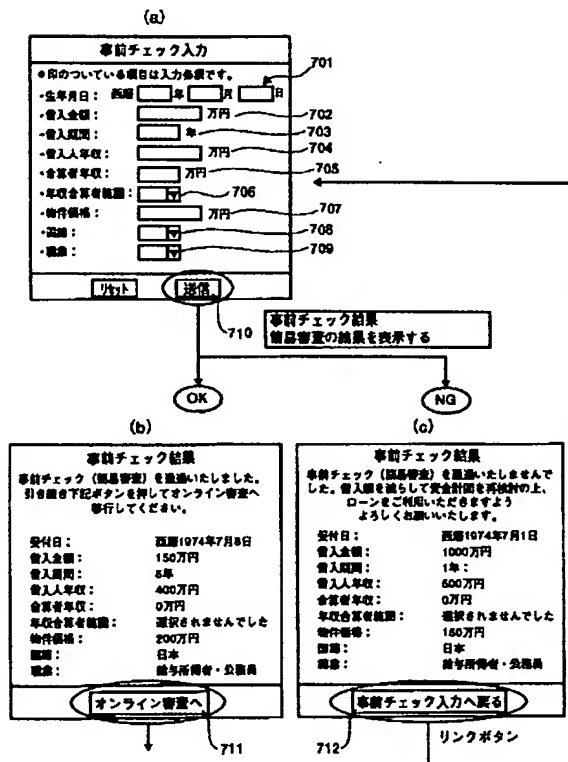 (a)
事前チェック入力
●印のついている項目は入力必須です。
701
・生年月日： 西暦 年 月 日
・借入金額： 万円 702
・借入期間： 年 703
・借入人年収： 万円 704
・合算者年収： 万円 705
・年収合算者続柄： 706
・物件価格： 万円 707
・国籍： 708
・職業： 709
リセット 送信
710
事前チェック結果
簡易審査の結果を表示する
OK NG
(b)
事前チェック結果
事前チェック（簡易審査）を通過いたしました。
引き続き下記ボタンを押してオンライン審査へ
移行してください。
受付日： 西暦1974年7月8日
借入金額： 150万円
借入期間： 5年
借入人年収： 400万円
合算者年収： 0万円
年収合算者続柄： 選択されませんでした
物件価格： 200万円
国籍： 日本
職業： 給与所得者・公務員
オンライン審査へ
711
(c)
事前チェック結果
事前チェック（簡易審査）を通過いたしませんで
した。借入額を減らして資金計画を再検討の上、
ローンをご利用いただきますよう
よろしくお願いいたします。
受付日： 西暦1974年7月1日
借入金額： 1000万円
借入期間： 1年：
借入人年収： 500万円
合算者年収： 0万円
年収合算者続柄： 選択されませんでした
物件価格： 150万円
国籍： 日本
職業： 給与所得者・公務員
事前チェック入力へ戻る
712 リンクボタン